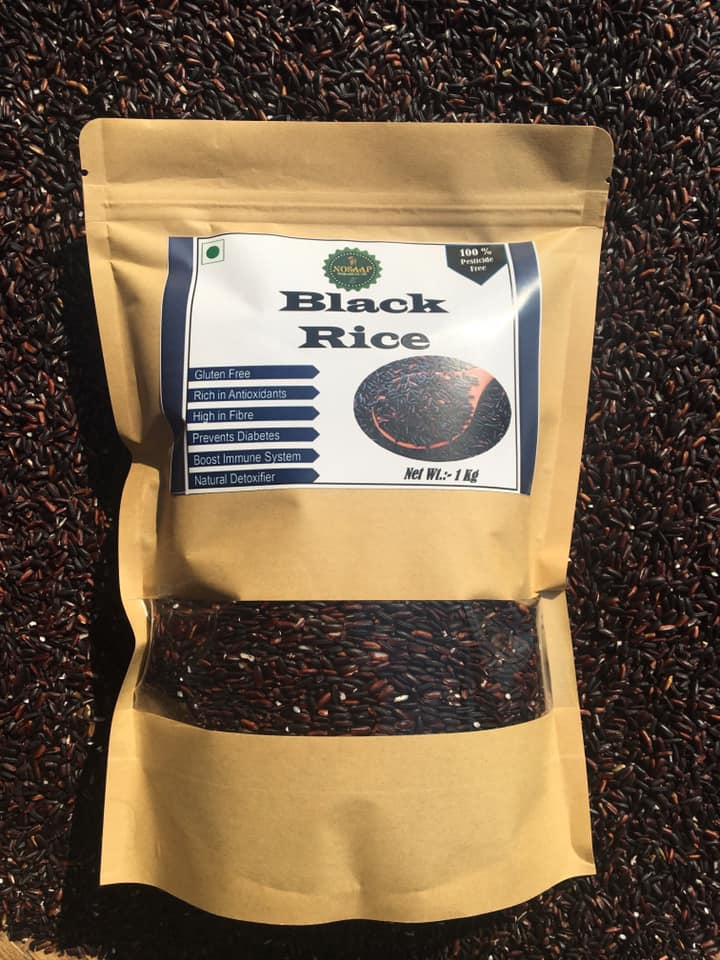 NOSAAP
100 %
Pesticide
Free
Black
Rice
Gluten Free
Rich in Antioxidants
High in Fibre
Prevents Diabetes
Boost Immune System
Natural Detoxifier
Net Wt.:- 1 Kg